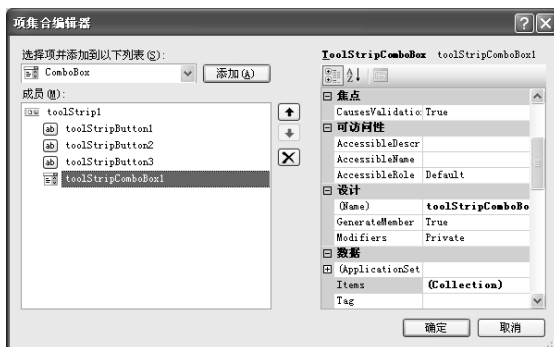 项集合编辑器
选择项并添加到以下列表(S):
ComboBox
添加(A)
成员(M):
toolStrip1
toolStripButton1
toolStripButton2
toolStripButton3
toolStripComboBox1
ToolStripComboBox toolStripComboBox1
焦点
CausesValidatio: True
可访问性
AccessibleDescr
AccessibleName
AccessibleRole Default
设计
(Name) toolStripComboBo
GenerateMember True
Modifiers Private
数据
(ApplicationSet
Items (Collection)
Tag
确定
取消